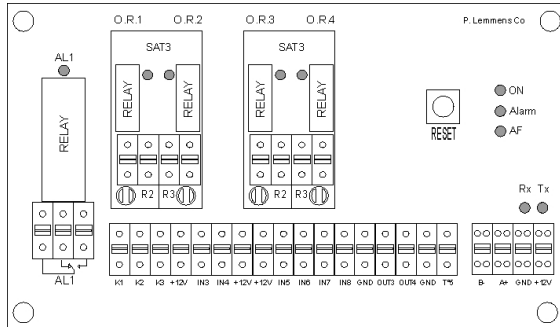 O.R.1 O.R.2 O.R.3 O.R.4 P. Lemmens Co
SAT3 SAT3
AL1
RELAY RELAY RELAY RELAY RELAY
ON
Alarm
AF
RESET
R2 R3 R2 R3
Rx Tx
K1 K2 K3 +12V IN3 IN4 +12V +12V IN5 IN6 IN7 IN8 GND OUT3 OUT4 GND T°5 B- A+ GND +12V
AL1